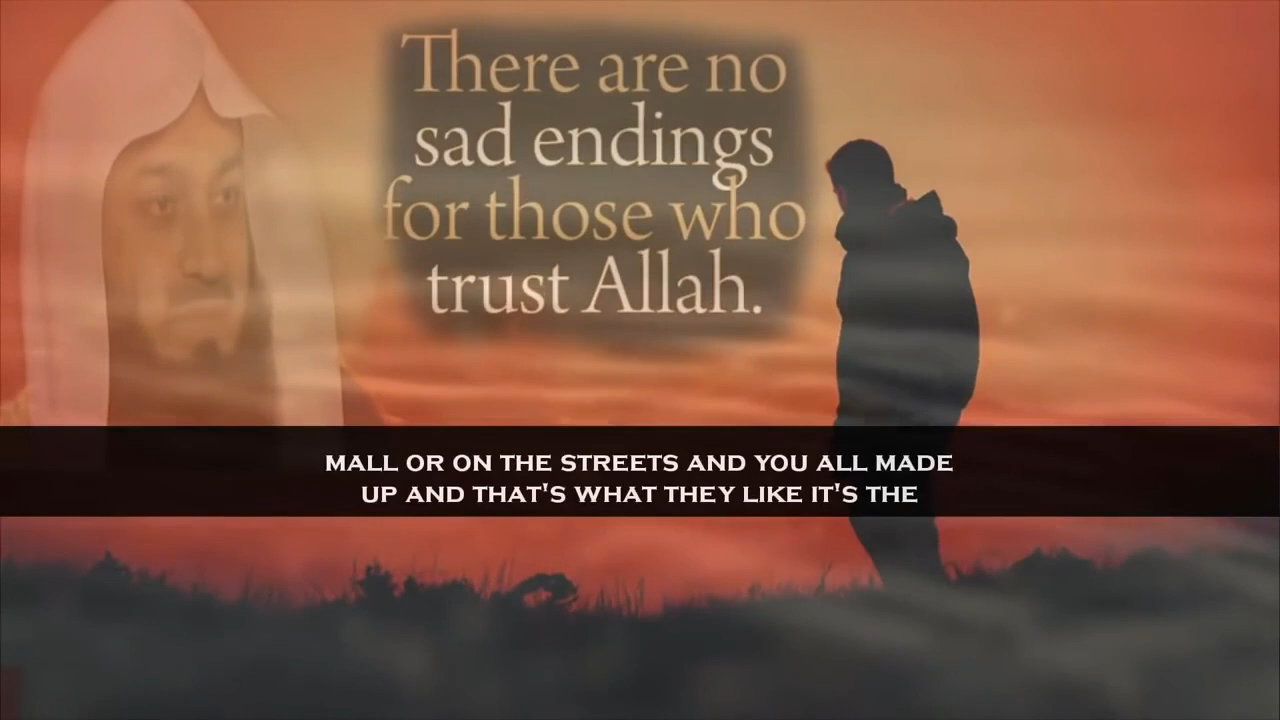 There are no
sad endings
for those who
trust Allah.
MALL OR ON THE STREETS AND YOU ALL MADE
UP AND THAT'S WHAT THEY LIKE IT'S THE